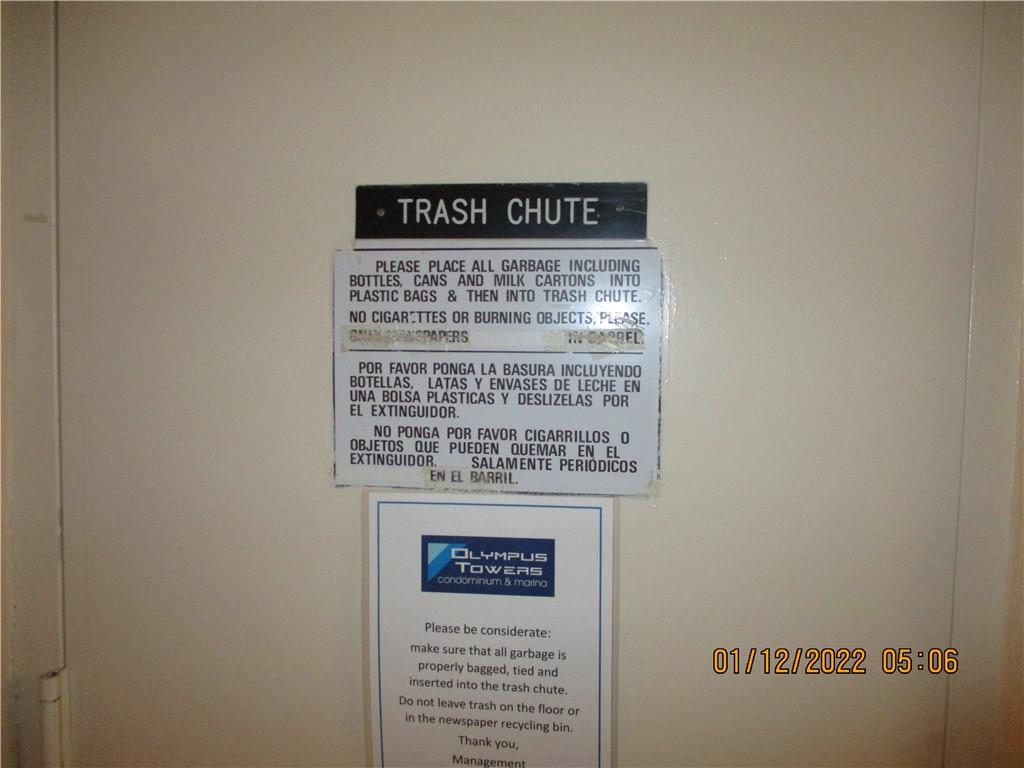 TRASH CHUTE
PLEASE PLACE ALL GARBAGE INCLUDING
BOTTLES, CANS AND MILK CARTONS INTO
PLASTIC BAGS & THEN INTO TRASH CHUTE.
NO CIGARETTES OR BURNING OBJECTS, PLEASE.
NEWSPAPERS IN BARREL.
POR FAVOR PONGA LA BASURA INCLUYENDO
BOTELLAS, LATAS Y ENVASES DE LECHE EN
UNA BOLSA PLASTICAS Y DESLIZELAS POR
EL EXTINGUIDOR.
NO PONGA POR FAVOR CIGARRILLOS O
OBJETOS QUE PUEDEN QUEMAR EN EL
EXTINGUIDOR. SALAMENTE PERIÓDICOS
EN EL BARRIL.
OLYMPUS
TOWERS
condominium & marina
Please be considerate:
make sure that all garbage is
properly bagged, tied and
inserted into the trash chute.
Do not leave trash on the floor or
in the newspaper recycling bin.
Thank you,
Management
01/12/2022 05:06